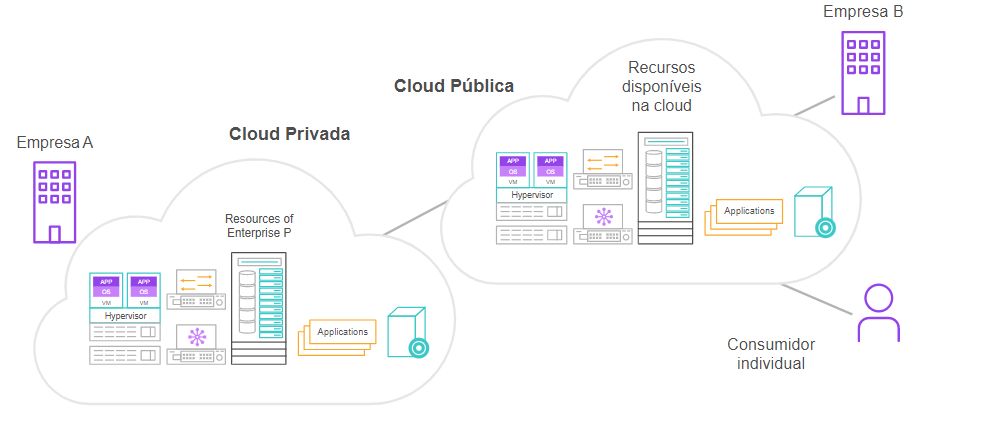 Empresa B
Cloud Pública
Recursos
disponíveis
na cloud
APP
OS
VM
APP
OS
VM
Hypervisor
Applications
Empresa A
Cloud Privada
Resources of
Enterprise P
APP
OS
VM
APP
OS
VM
Hypervisor
Applications
Consumidor
individual